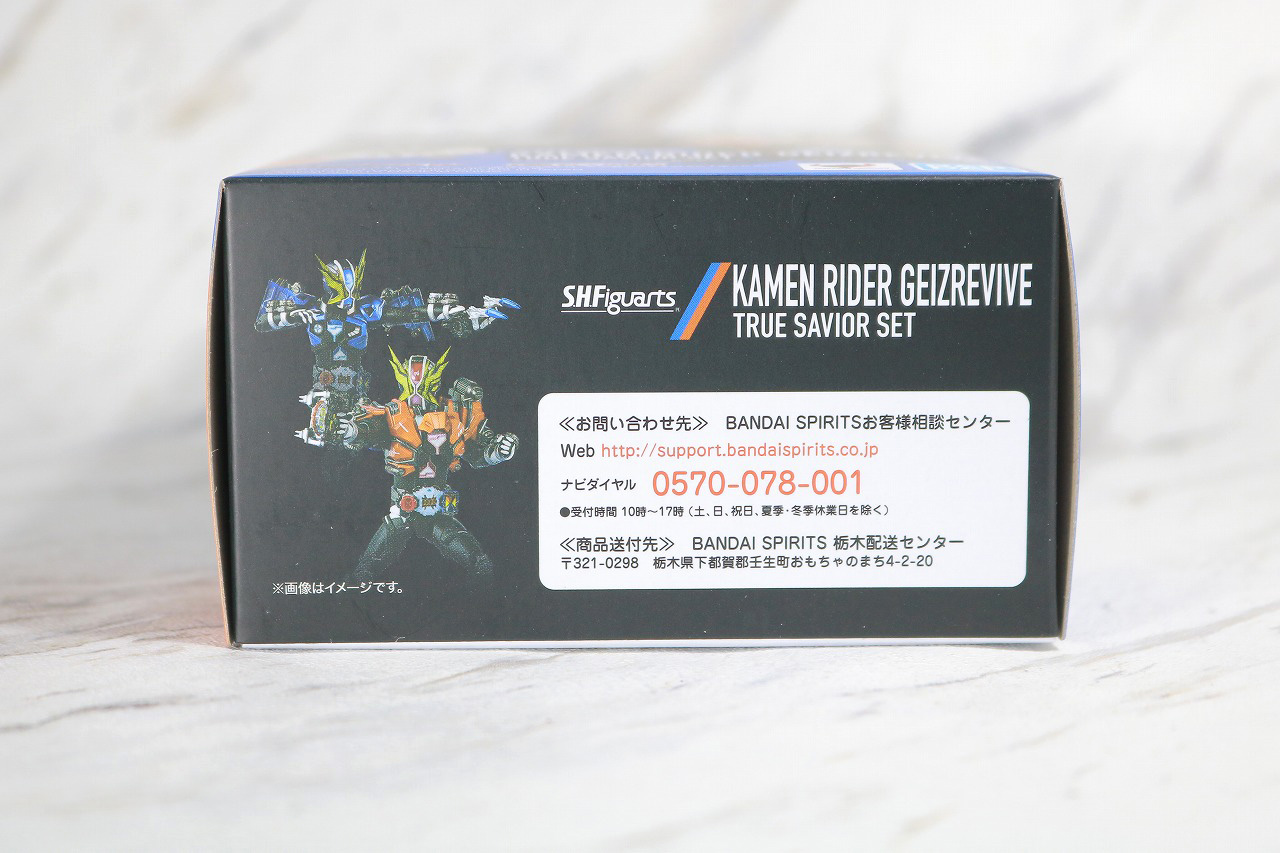 S.H.Figuarts
KAMEN RIDER GEIZREVIVE
TRUE SAVIOR SET
≪お問い合わせ先≫ BANDAI SPIRITSお客様相談センター
Web http://support.bandaispirits.co.jp
ナビダイヤル 0570-078-001
●受付時間 10時～17時（土、日、祝日、夏季・冬季休業日を除く）
≪商品送付先≫ BANDAI SPIRITS 栃木配送センター
〒321-0298 栃木県下都賀郡壬生町おもちゃのまち4-2-20
※画像はイメージです。